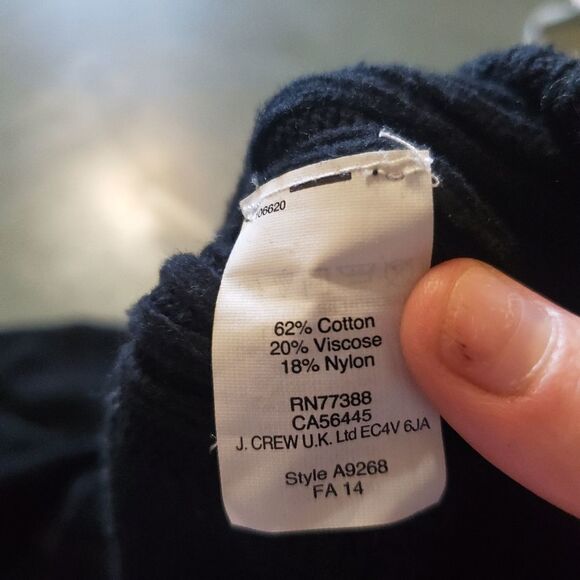 06620
62% Cotton
20% Viscose
18% Nylon
RN77388
CA56445
J. CREW U.K. Ltd EC4V 6JA
Style A9268
FA 14